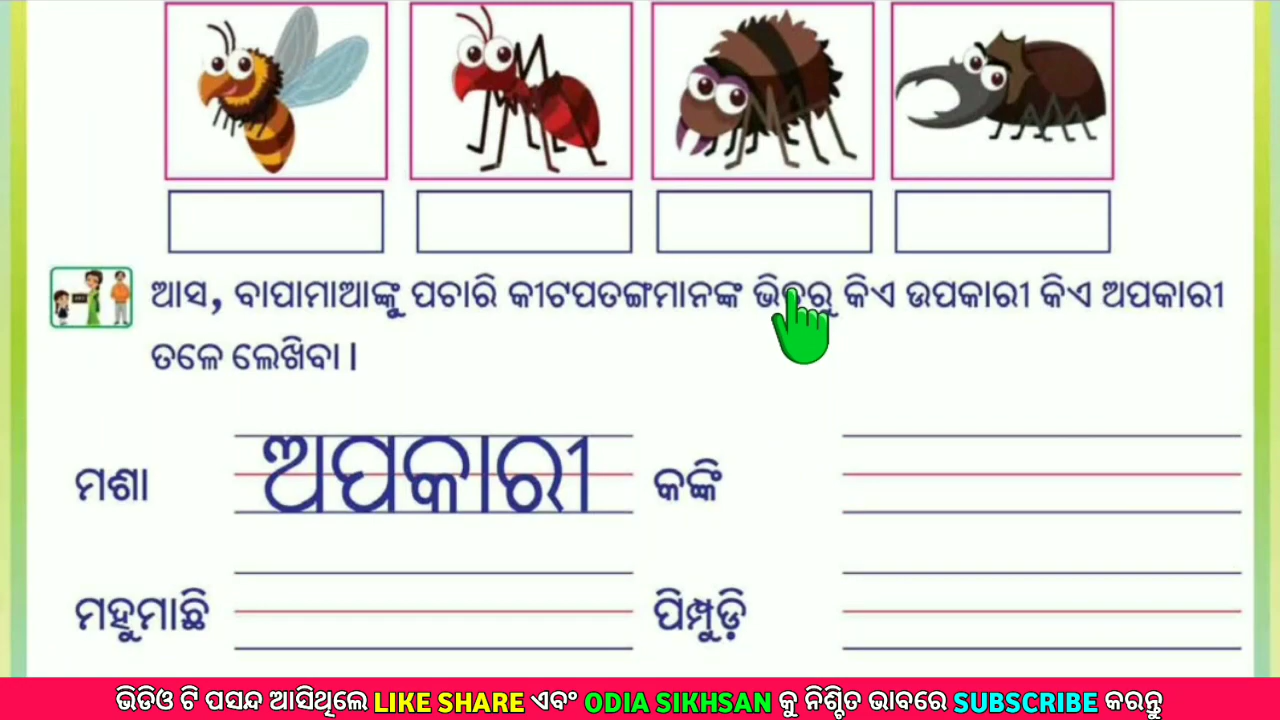 ଆସ, ବାପାମାଆଙ୍କୁ ପଚାରି କୀଟପତଙ୍ଗମାନଙ୍କ ଭିତରୁ କିଏ ଉପକାରୀ କିଏ ଅପକାରୀ
ତଳେ ଲେଖିବା ।
ମଶା ଅପକାରୀ କଙ୍କି
ମହୁମାଛି ପିମ୍ପୁଡ଼ି
ଭିଡିଓ ଟି ପସନ୍ଦ ଆସିଥିଲେ LIKE SHARE ଏବଂ ODIA SIKHSAN କୁ ନିଶ୍ଚିତ ଭାବରେ SUBSCRIBE କରନ୍ତୁ